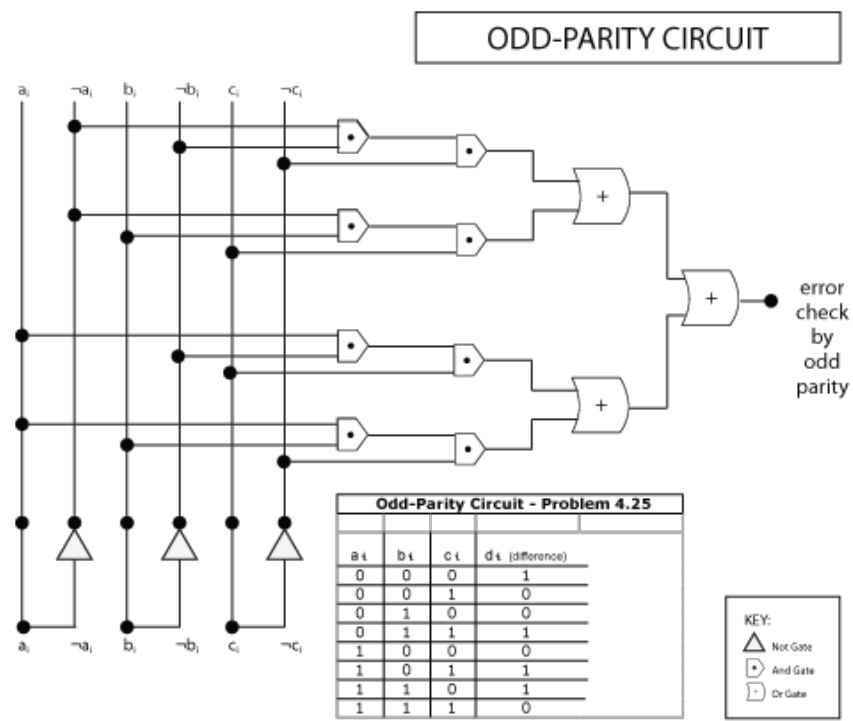 ODD-PARITY CIRCUIT
aᵢ ¬aᵢ bᵢ ¬bᵢ cᵢ ¬cᵢ
+
+
+
error
check
by
odd
parity
Odd-Parity Circuit - Problem 4.25
aᵢ bᵢ cᵢ dᵢ (difference)
0 0 0 1
0 0 1 0
0 1 0 0
0 1 1 1
1 0 0 0
1 0 1 1
1 1 0 1
1 1 1 0
aᵢ ¬aᵢ bᵢ ¬bᵢ cᵢ ¬cᵢ
KEY:
Not Gate
And Gate
+ Or Gate